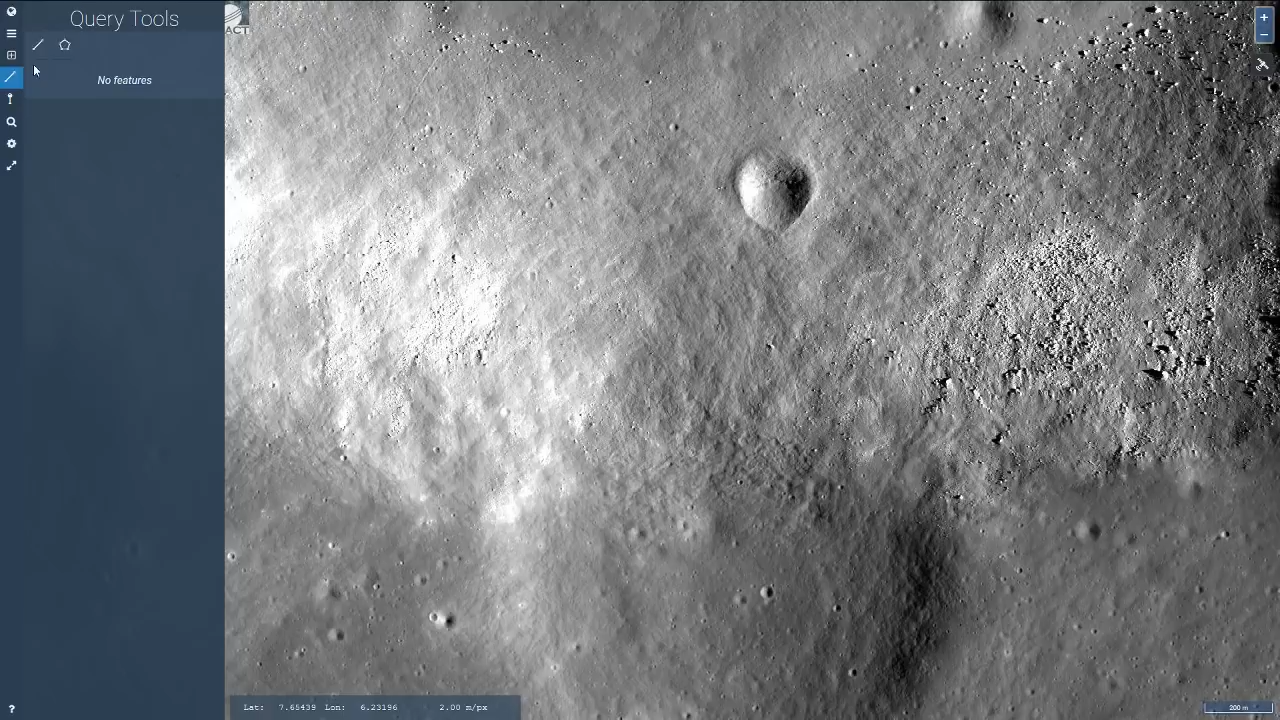 Query Tools
No features
ACT
+
−
Lat: 7.65439 Lon: 6.23196 2.00 m/px
200 m
?